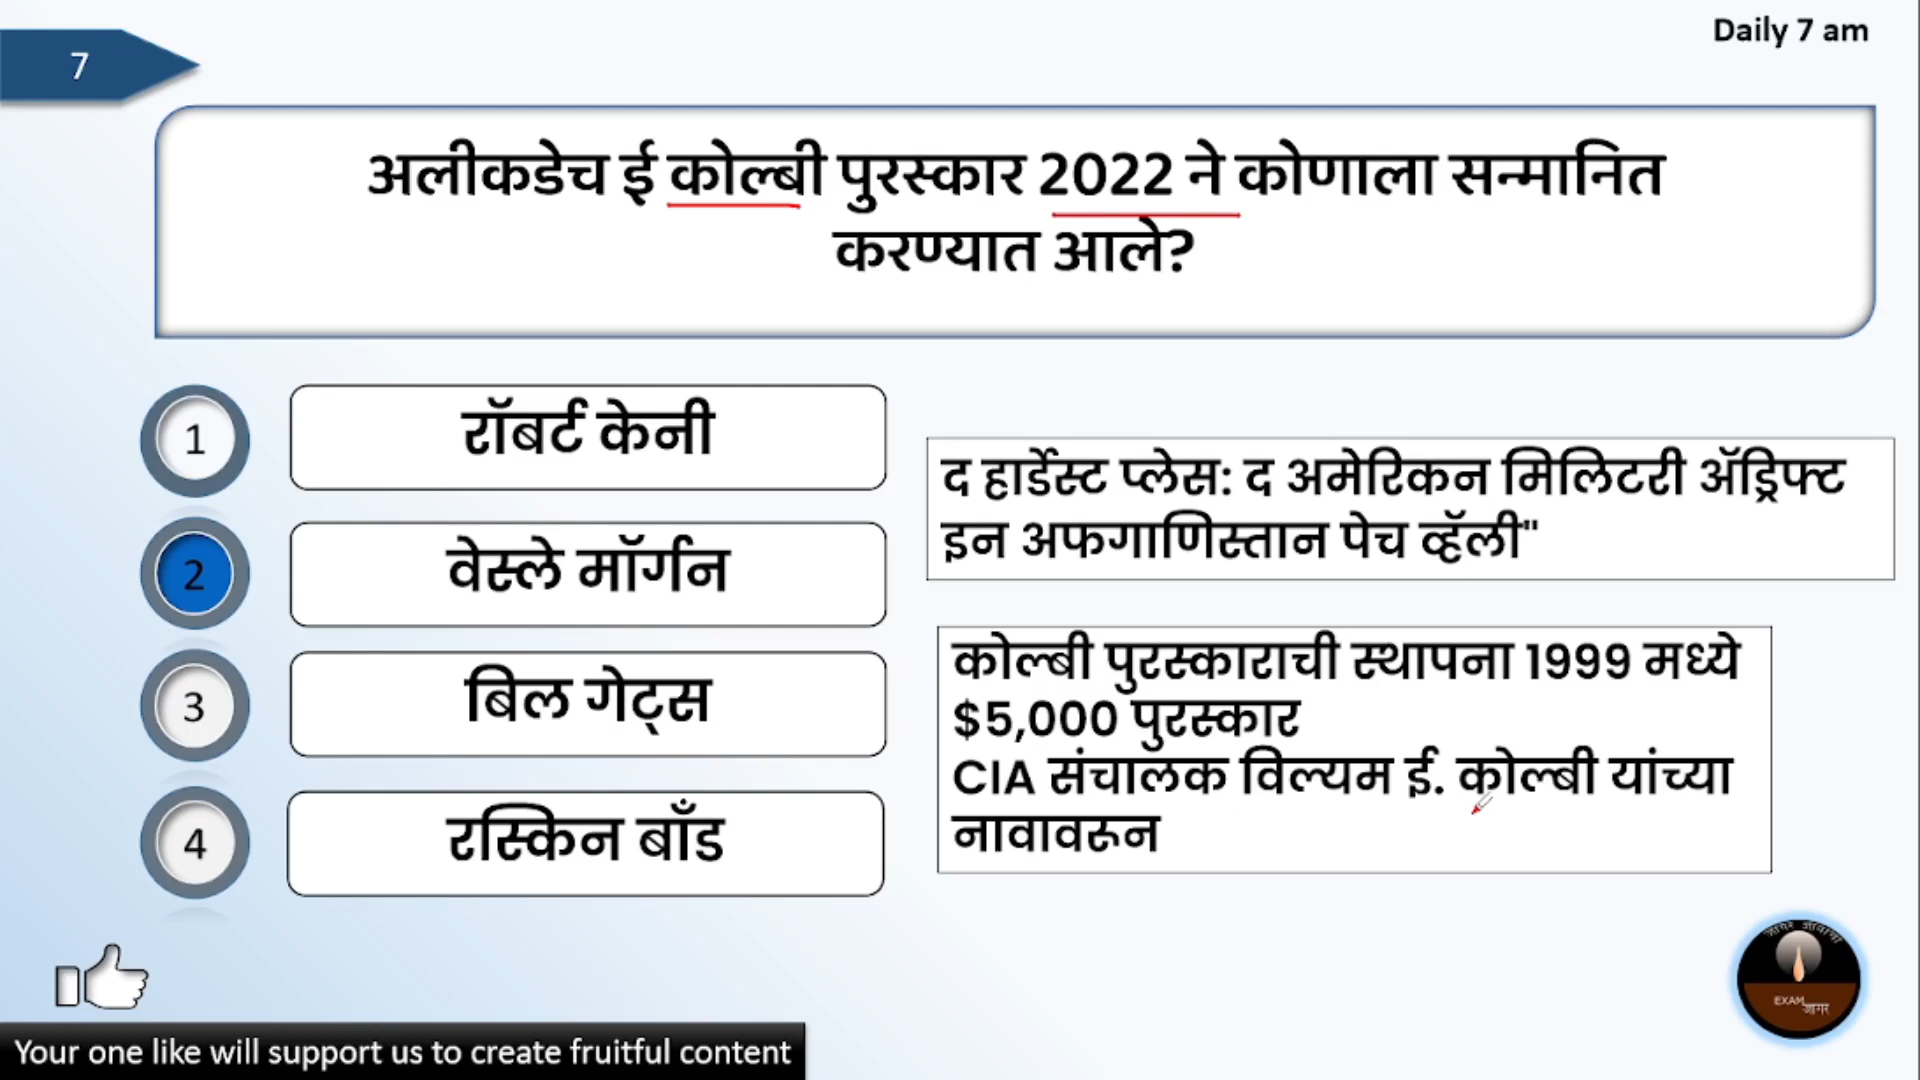 Daily 7 am
7
अलीकडेच ई कोल्बी पुरस्कार 2022 ने कोणाला सन्मानित
करण्यात आले?
1
रॉबर्ट केनी
2
वेस्ले मॉर्गन
3
बिल गेट्स
4
रस्किन बाँड
द हार्डेस्ट प्लेस: द अमेरिकन मिलिटरी ॲड्रिफ्ट
इन अफगाणिस्तान पेच व्हॅली"
कोल्बी पुरस्काराची स्थापना 1999 मध्ये
$5,000 पुरस्कार
CIA संचालक विल्यम ई. कोल्बी यांच्या
नावावरून
EXAM
जागर
Your one like will support us to create fruitful content